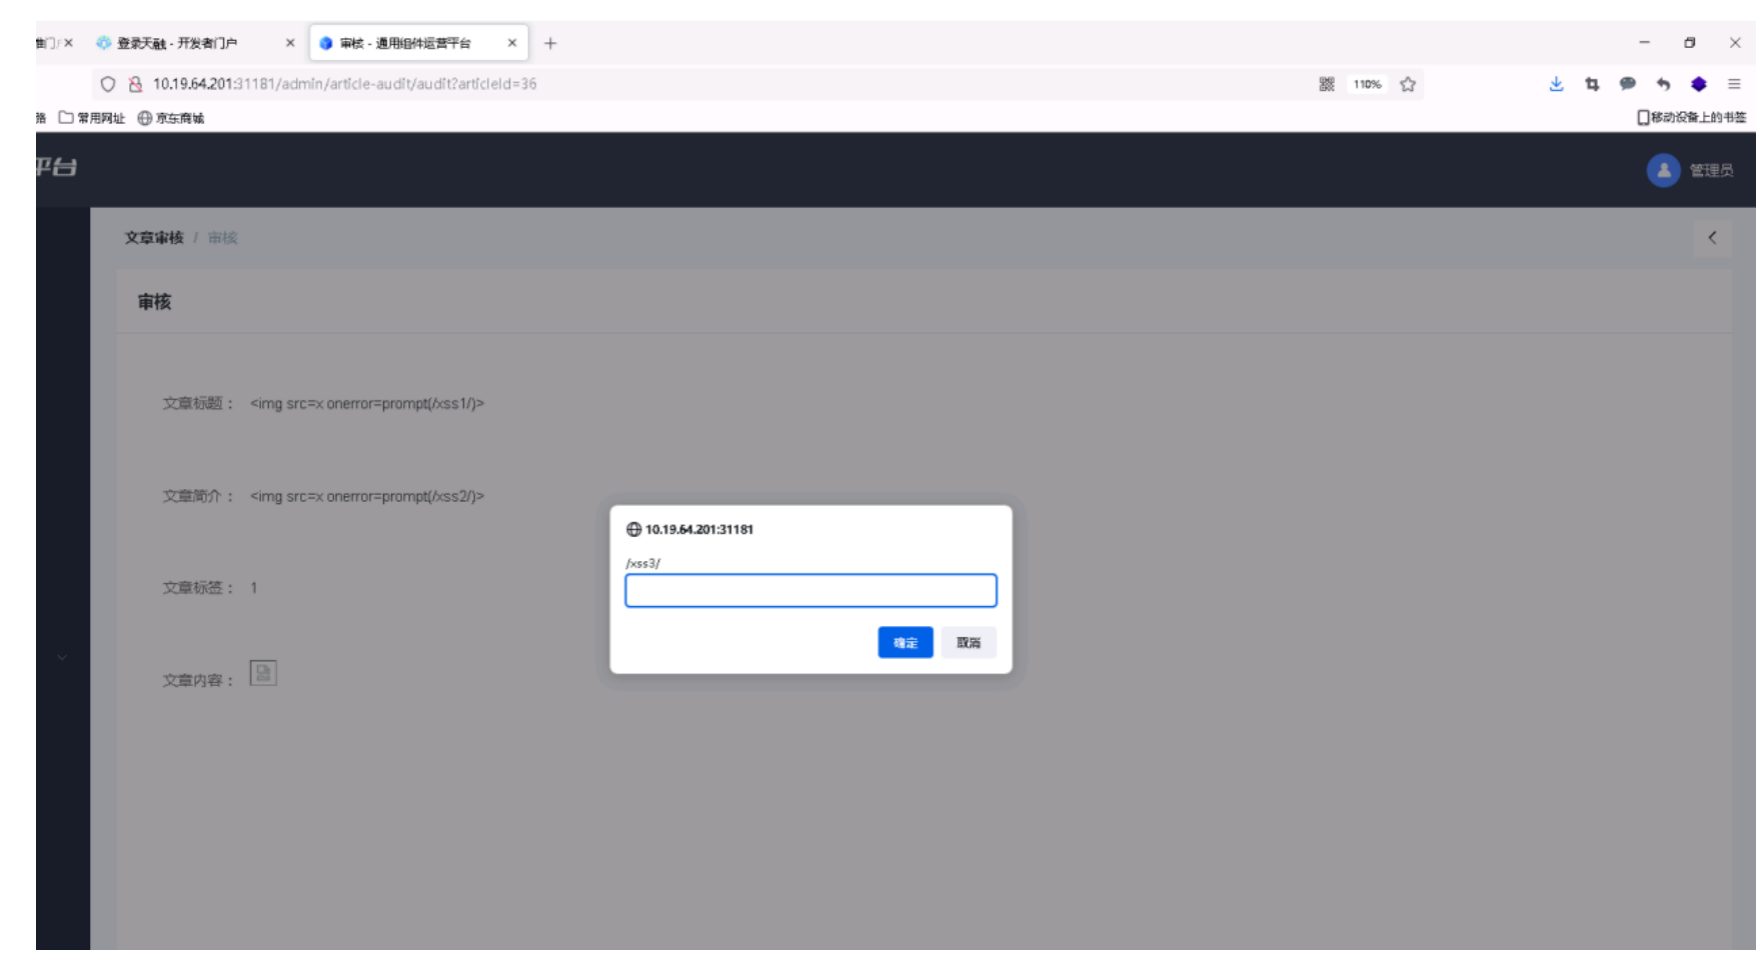 登录天融 - 开发者门户
审核 - 通用组件运营平台
10.19.64.201:31181/admin/article-audit/audit?articleId=36
110%
常用网址 京东商城
移动设备上的书签
平台
管理员
文章审核 / 审核
审核
文章标题： <img src=x onerror=prompt(/xss1/)>
文章简介： <img src=x onerror=prompt(/xss2/)>
10.19.64.201:31181
/xss3/
确定 取消
文章标签： 1
文章内容：